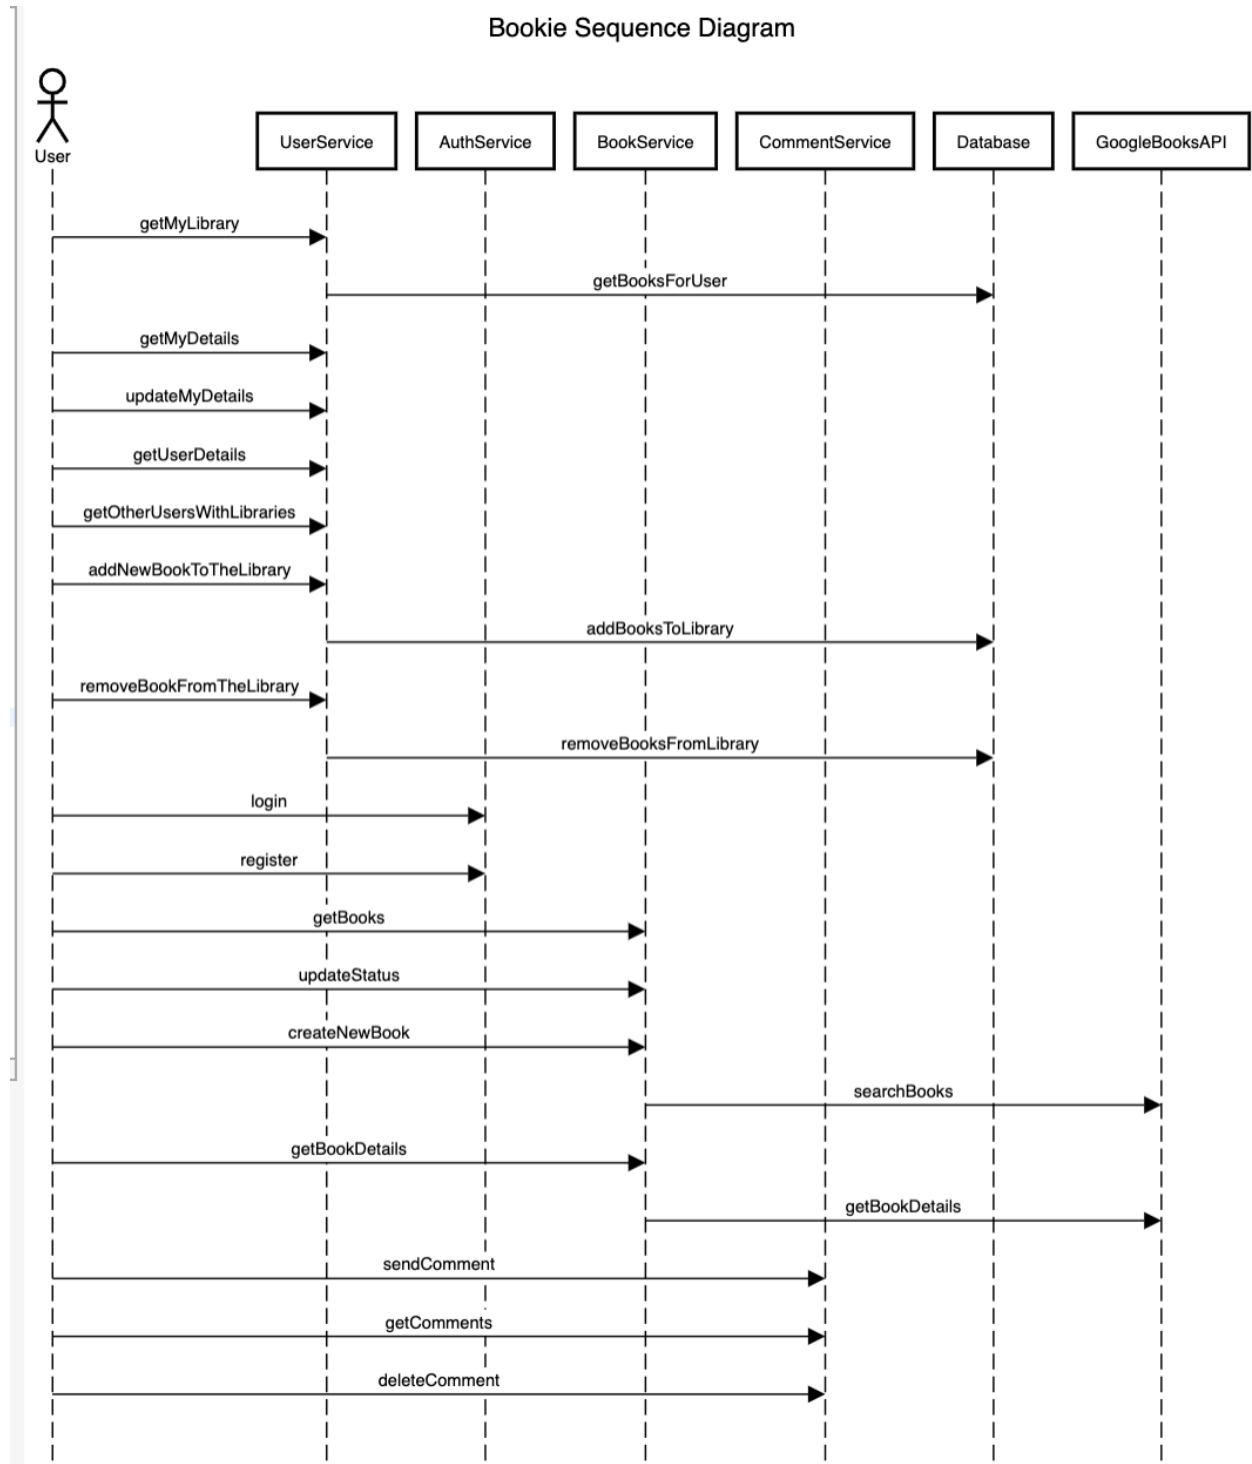 Bookie Sequence Diagram
User
UserService
AuthService
BookService
CommentService
Database
GoogleBooksAPI
getMyLibrary
getBooksForUser
getMyDetails
updateMyDetails
getUserDetails
getOtherUsersWithLibraries
addNewBookToTheLibrary
addBooksToLibrary
removeBookFromTheLibrary
removeBooksFromLibrary
login
register
getBooks
updateStatus
createNewBook
searchBooks
getBookDetails
getBookDetails
sendComment
getComments
deleteComment